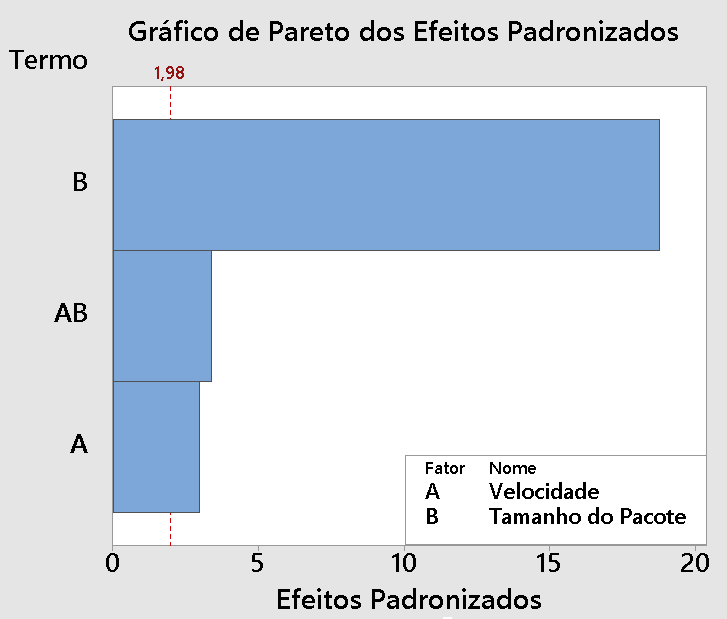 Gráfico de Pareto dos Efeitos Padronizados
Termo
1,98
B
AB
A
Fator Nome
A Velocidade
B Tamanho do Pacote
0 5 10 15 20
Efeitos Padronizados